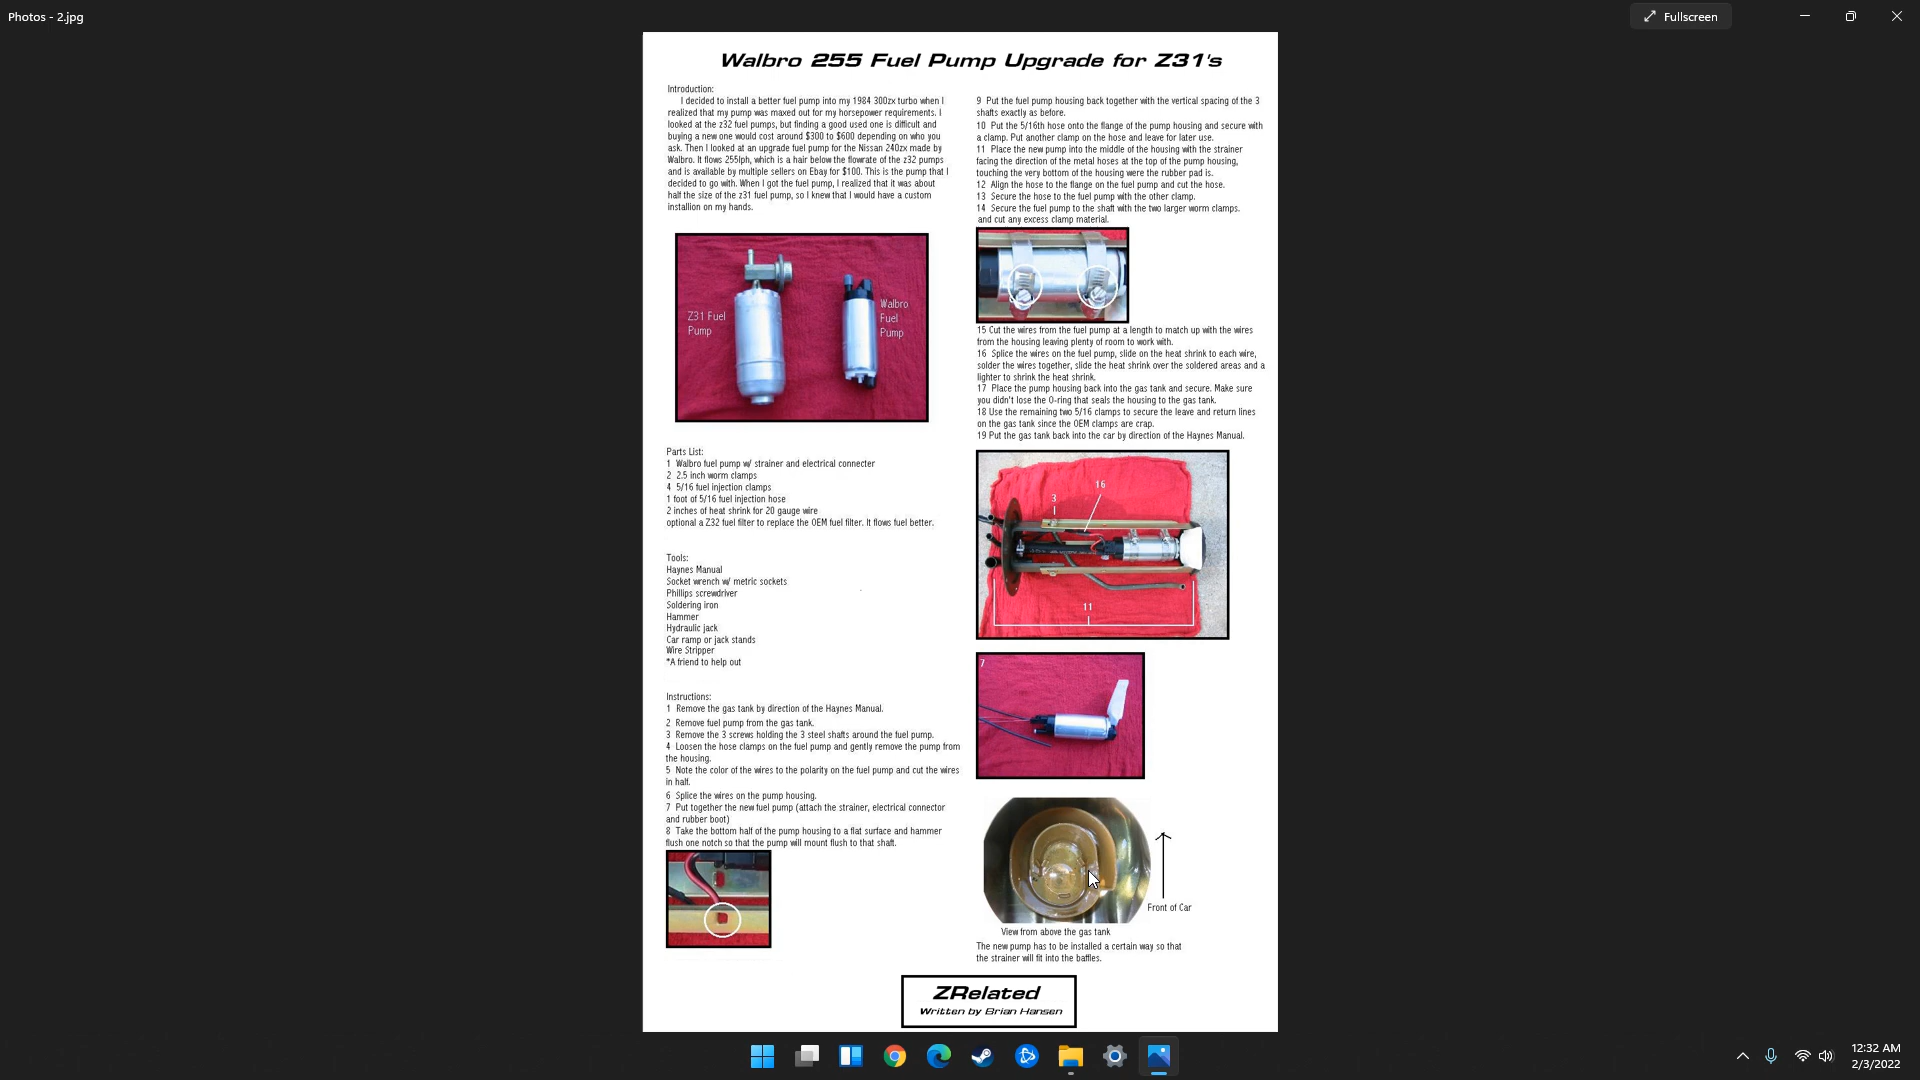 Photos - 2.jpg
Fullscreen
Walbro 255 Fuel Pump Upgrade for Z31's
Introduction:
I decided to install a better fuel pump into my 1984 300zx turbo when I
realized that my pump was maxed out for my horsepower requirements. I
looked at the z32 fuel pumps, but finding a good used one is difficult and
buying a new one would cost around $300 to $600 depending on who you
ask. Then I looked at an upgrade fuel pump for the Nissan 240zx made by
Walbro. It flows 255lph, which is a hair below the flowrate of the z32 pumps
and is available by multiple sellers on Ebay for $100. This is the pump that I
decided to go with. When I got the fuel pump, I realized that it was about
half the size of the z31 fuel pump, so I knew that I would have a custom
installion on my hands.
Z31 Fuel
Pump
Walbro
Fuel
Pump
Parts List:
1 Walbro fuel pump w/ strainer and electrical connecter
2 2.5 inch worm clamps
4 5/16 fuel injection clamps
1 foot of 5/16 fuel injection hose
2 inches of heat shrink for 20 gauge wire
optional a Z32 fuel filter to replace the OEM fuel filter. It flows fuel better.
Tools:
Haynes Manual
Socket wrench w/ metric sockets
Phillips screwdriver
Soldering iron
Hammer
Hydraulic jack
Car ramp or jack stands
Wire Stripper
*A friend to help out
Instructions:
1 Remove the gas tank by direction of the Haynes Manual.
2 Remove fuel pump from the gas tank.
3 Remove the 3 screws holding the 3 steel shafts around the fuel pump.
4 Loosen the hose clamps on the fuel pump and gently remove the pump from
the housing.
5 Note the color of the wires to the polarity on the fuel pump and cut the wires
in half.
6 Splice the wires on the pump housing.
7 Put together the new fuel pump (attach the strainer, electrical connector
and rubber boot)
8 Take the bottom half of the pump housing to a flat surface and hammer
flush one notch so that the pump will mount flush to that shaft.
9 Put the fuel pump housing back together with the vertical spacing of the 3
shafts exactly as before.
10 Put the 5/16th hose onto the flange of the pump housing and secure with
a clamp. Put another clamp on the hose and leave for later use.
11 Place the new pump into the middle of the housing with the strainer
facing the direction of the metal hoses at the top of the pump housing,
touching the very bottom of the housing were the rubber pad is.
12 Align the hose to the flange on the fuel pump and cut the hose.
13 Secure the hose to the fuel pump with the other clamp.
14 Secure the fuel pump to the shaft with the two larger worm clamps.
and cut any excess clamp material.
15 Cut the wires from the fuel pump at a length to match up with the wires
from the housing leaving plenty of room to work with.
16 Splice the wires on the fuel pump, slide on the heat shrink to each wire,
solder the wires together, slide the heat shrink over the soldered areas and a
lighter to shrink the heat shrink.
17 Place the pump housing back into the gas tank and secure. Make sure
you didn't lose the O-ring that seals the housing to the gas tank.
18 Use the remaining two 5/16 clamps to secure the leave and return lines
on the gas tank since the OEM clamps are crap.
19 Put the gas tank back into the car by direction of the Haynes Manual.
3
16
11
7
Front of Car
View from above the gas tank
The new pump has to be installed a certain way so that
the strainer will fit into the baffles.
ZRelated
Written by Brian Hansen
12:32 AM
2/3/2022